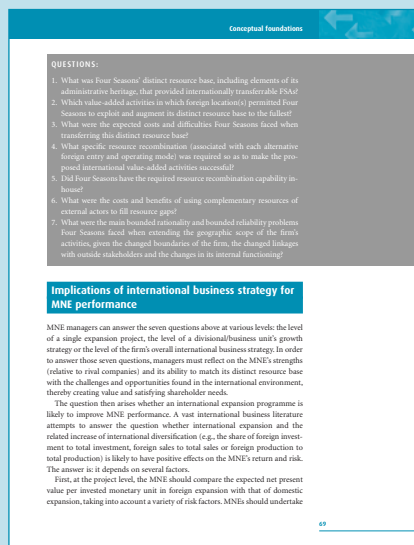 Conceptual foundations
QUESTIONS:
1. What was Four Seasons' distinct resource base, including elements of its
administrative heritage, that provided internationally transferrable FSAs?
2. Which value-added activities in which foreign location(s) permitted Four
Seasons to exploit and augment its distinct resource base to the fullest?
3. What were the expected costs and difficulties Four Seasons faced when
transferring this distinct resource base?
4. What specific resource recombination (associated with each alternative
foreign entry and operating mode) was required so as to make the pro-
posed international value-added activities successful?
5. Did Four Seasons have the required resource recombination capability in-
house?
6. What were the costs and benefits of using complementary resources of
external actors to fill resource gaps?
7. What were the main bounded rationality and bounded reliability problems
Four Seasons faced when extending the geographic scope of the firm's
activities, given the changed boundaries of the firm, the changed linkages
with outside stakeholders and the changes in its internal functioning?
Implications of international business strategy for
MNE performance
MNE managers can answer the seven questions above at various levels: the level
of a single expansion project, the level of a divisional/business unit's growth
strategy or the level of the firm's overall international business strategy. In order
to answer those seven questions, managers must reflect on the MNE's strengths
(relative to rival companies) and its ability to match its distinct resource base
with the challenges and opportunities found in the international environment,
thereby creating value and satisfying shareholder needs.
The question then arises whether an international expansion programme is
likely to improve MNE performance. A vast international business literature
attempts to answer the question whether international expansion and the
related increase of international diversification (e.g., the share of foreign invest-
ment to total investment, foreign sales to total sales or foreign production to
total production) is likely to have positive effects on the MNE's return and risk.
The answer is: it depends on several factors.
First, at the project level, the MNE should compare the expected net present
value per invested monetary unit in foreign expansion with that of domestic
expansion, taking into account a variety of risk factors. MNEs should undertake
69